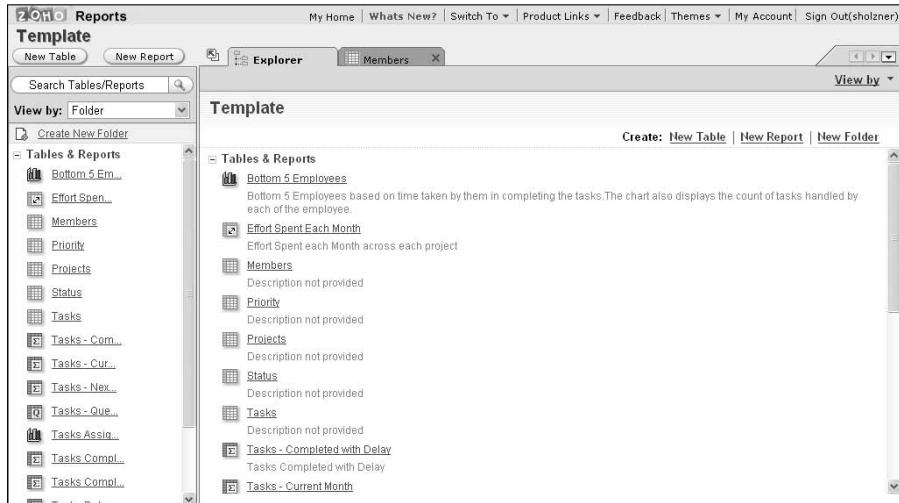 ZOHO Reports
My Home | Whats New? | Switch To | Product Links | Feedback | Themes | My Account | Sign Out(sholzner)
Template
New Table New Report
Explorer Members X
Search Tables/Reports
View by
View by: Folder
Template
Create New Folder
Create: New Table | New Report | New Folder
Tables & Reports
Bottom 5 Em...
Effort Spen...
Members
Priority
Projects
Status
Tasks
Tasks - Com...
Tasks - Cur...
Tasks - Nex...
Tasks - Que...
Tasks Assig...
Tasks Compl...
Tasks Compl...
Tables & Reports
Bottom 5 Employees
Bottom 5 Employees based on time taken by them in completing the tasks.The chart also displays the count of tasks handled by
each of the employee.
Effort Spent Each Month
Effort Spent each Month across each project
Members
Description not provided
Priority
Description not provided
Projects
Description not provided
Status
Description not provided
Tasks
Description not provided
Tasks - Completed with Delay
Tasks Completed with Delay
Tasks - Current Month